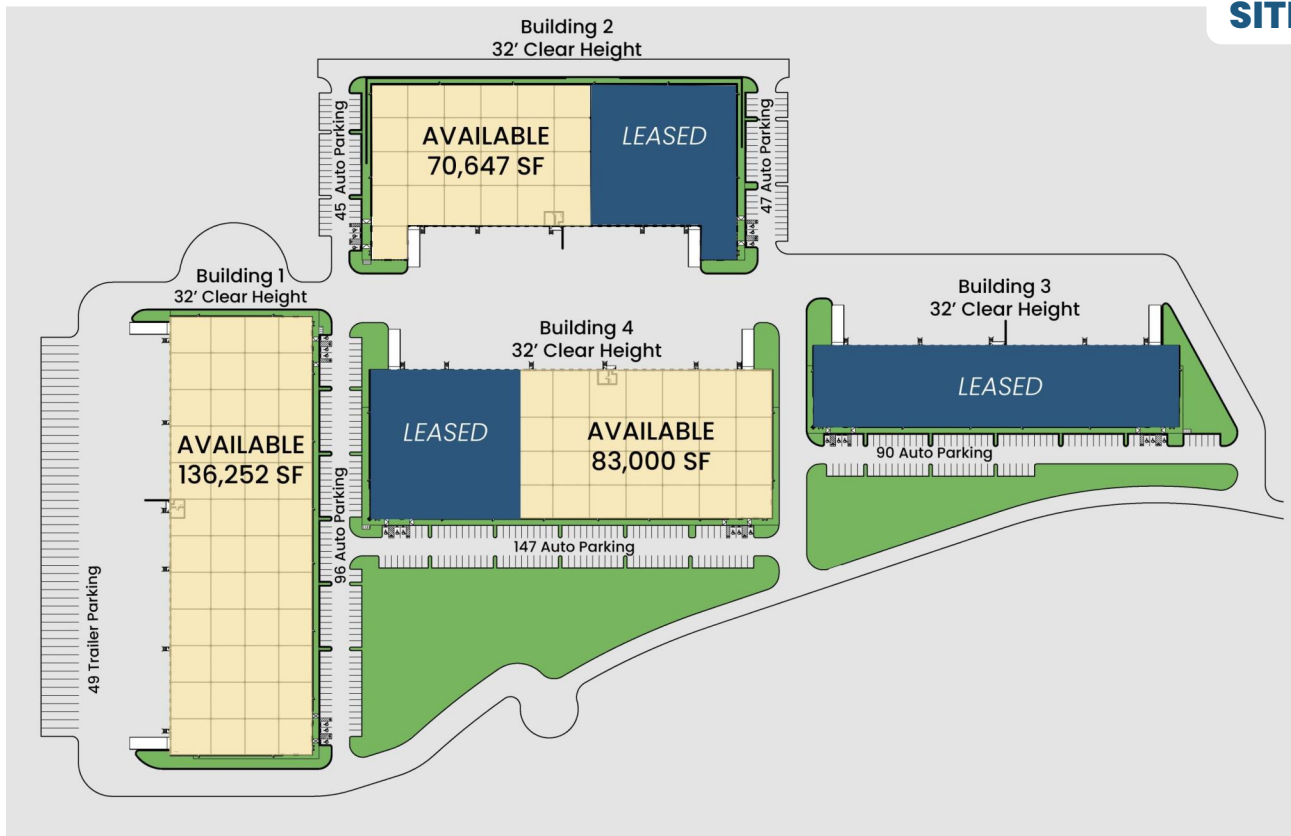 SITE
Building 2
32' Clear Height
AVAILABLE
70,647 SF
LEASED
45 Auto Parking
47 Auto Parking
Building 1
32' Clear Height
AVAILABLE
136,252 SF
96 Auto Parking
49 Trailer Parking
Building 4
32' Clear Height
LEASED
AVAILABLE
83,000 SF
147 Auto Parking
Building 3
32' Clear Height
LEASED
90 Auto Parking